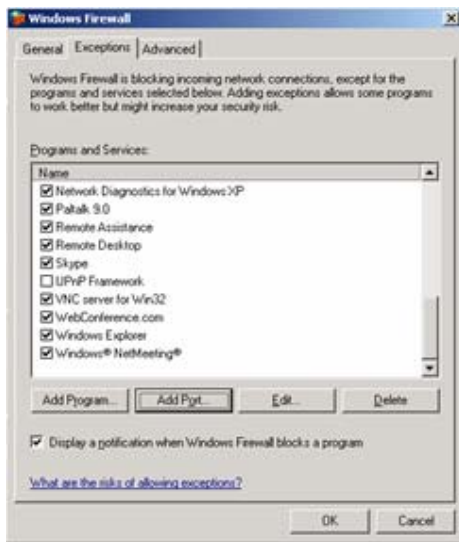 Windows Firewall
General Exceptions Advanced
Windows Firewall is blocking incoming network connections, except for the
programs and services selected below. Adding exceptions allows some programs
to work better but might increase your security risk.
Programs and Services:
Name
Network Diagnostics for Windows XP
Paltalk 9.0
Remote Assistance
Remote Desktop
Skype
UPnP Framework
VNC server for Win32
WebConference.com
Windows Explorer
Windows® NetMeeting®
Add Program... Add Port... Edit... Delete
Display a notification when Windows Firewall blocks a program
What are the risks of allowing exceptions?
OK Cancel